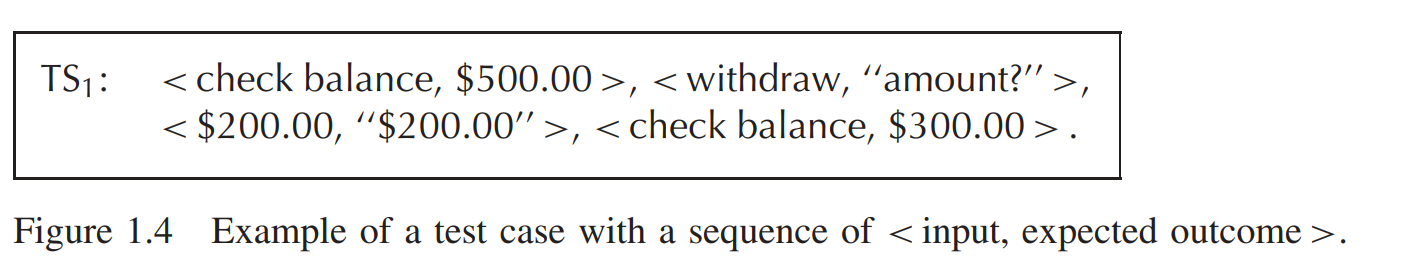 TS₁: < check balance, $500.00 >, < withdraw, ‘‘amount?’’ >,
< $200.00, ‘‘$200.00’’ >, < check balance, $300.00 > .
Figure 1.4 Example of a test case with a sequence of < input, expected outcome >.